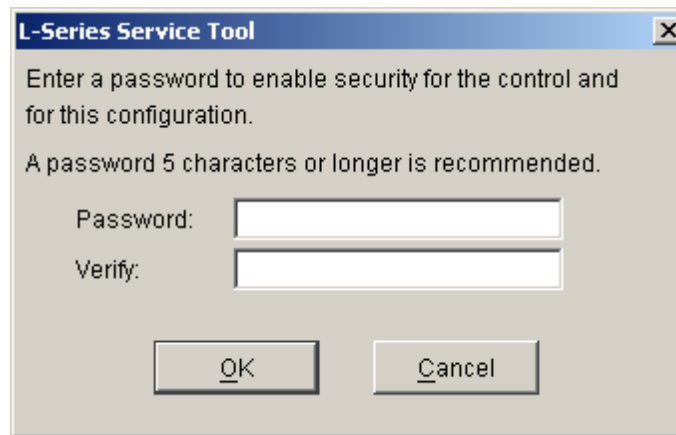 L-Series Service Tool
Enter a password to enable security for the control and
for this configuration.
A password 5 characters or longer is recommended.
Password:
Verify:
OK
Cancel